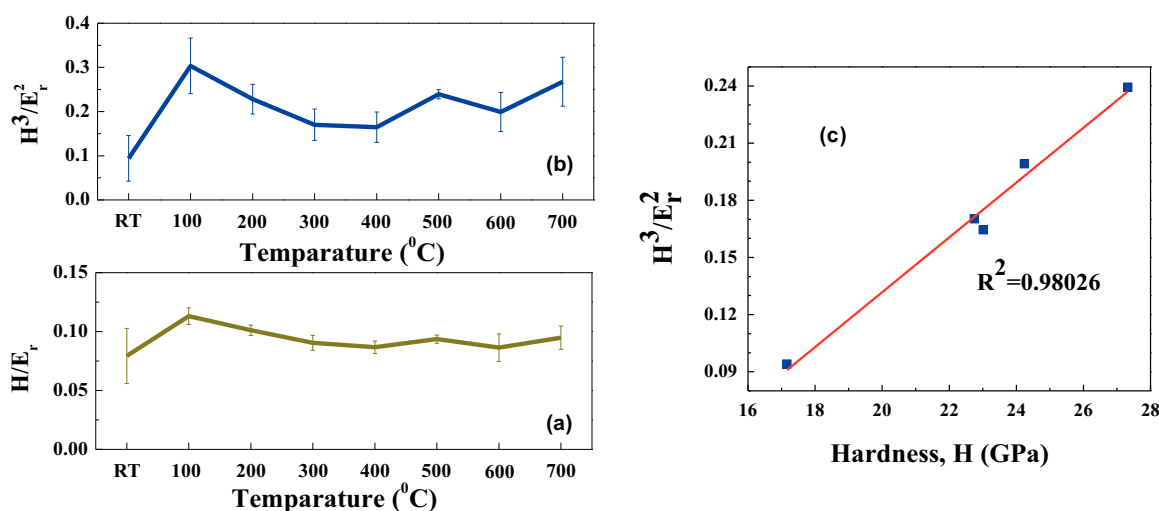 0.4
0.3
0.2
0.1
0.0
H³/E²ᵣ
(b)
RT 100 200 300 400 500 600 700
Temparature (⁰C)
0.15
0.10
0.05
0.00
H/Eᵣ
(a)
RT 100 200 300 400 500 600 700
Temparature (⁰C)
(c)
0.24
0.21
0.18
0.15
0.12
0.09
H³/E²ᵣ
R²=0.98026
16 18 20 22 24 26 28
Hardness, H (GPa)